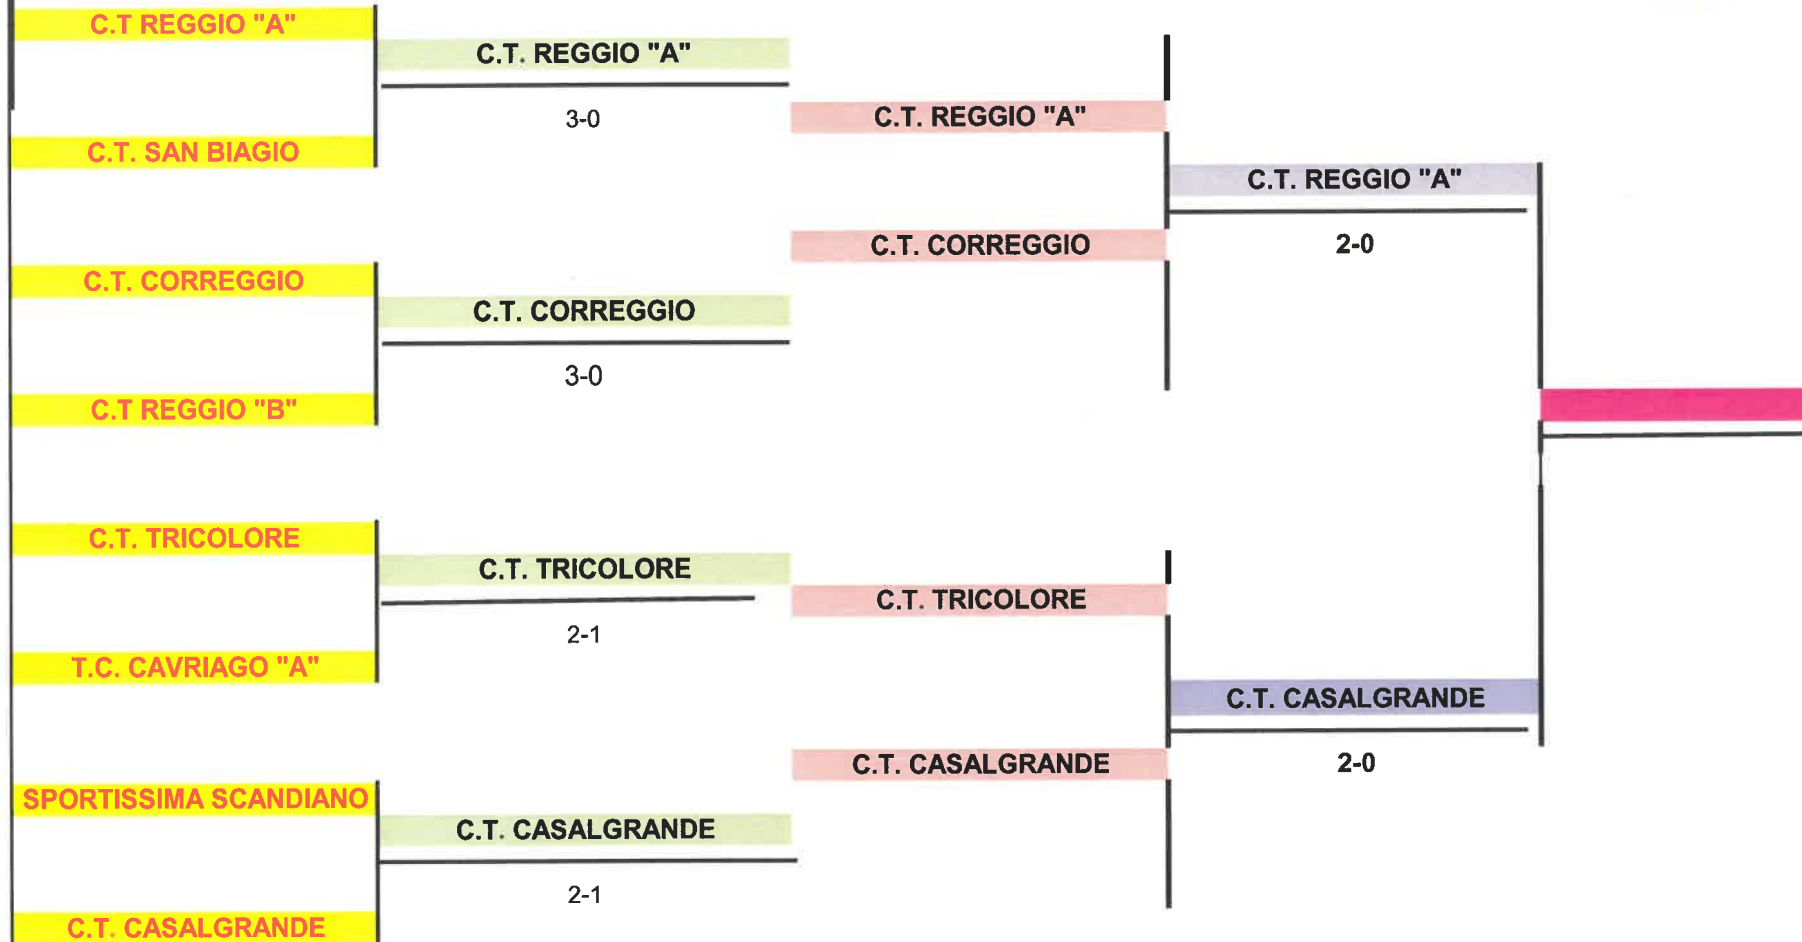 C.T REGGIO "A"
C.T. SAN BIAGIO
C.T. CORREGGIO
C.T REGGIO "B"
C.T. TRICOLORE
T.C. CAVRIAGO "A"
SPORTISSIMA SCANDIANO
C.T. CASALGRANDE
C.T. REGGIO "A"
3-0
C.T. CORREGGIO
3-0
C.T. TRICOLORE
2-1
C.T. CASALGRANDE
2-1
C.T. REGGIO "A"
C.T. CORREGGIO
C.T. TRICOLORE
C.T. CASALGRANDE
C.T. REGGIO "A"
2-0
C.T. CASALGRANDE
2-0